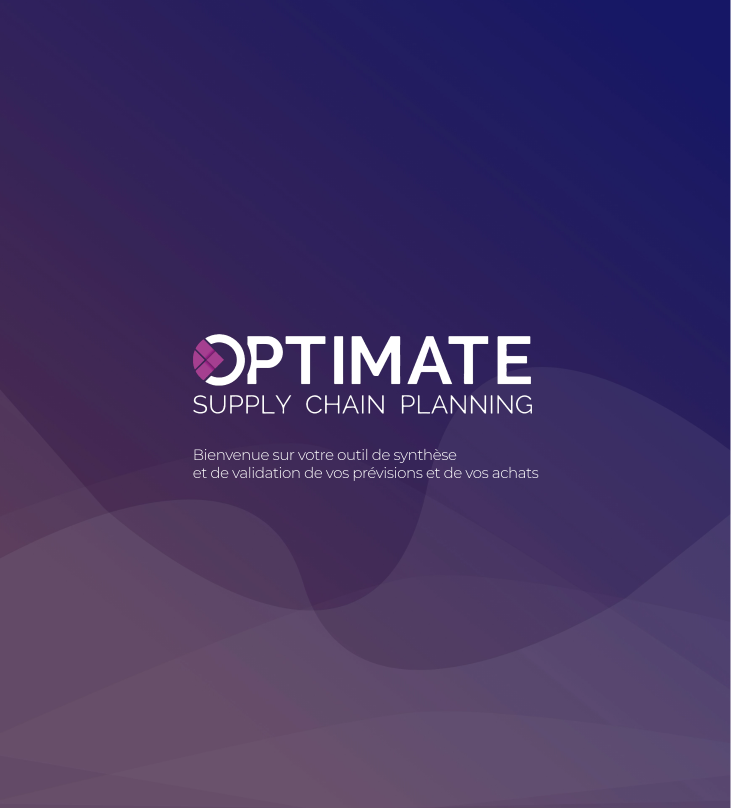 OPTIMATE
SUPPLY CHAIN PLANNING
Bienvenue sur votre outil de synthèse
et de validation de vos prévisions et de vos achats